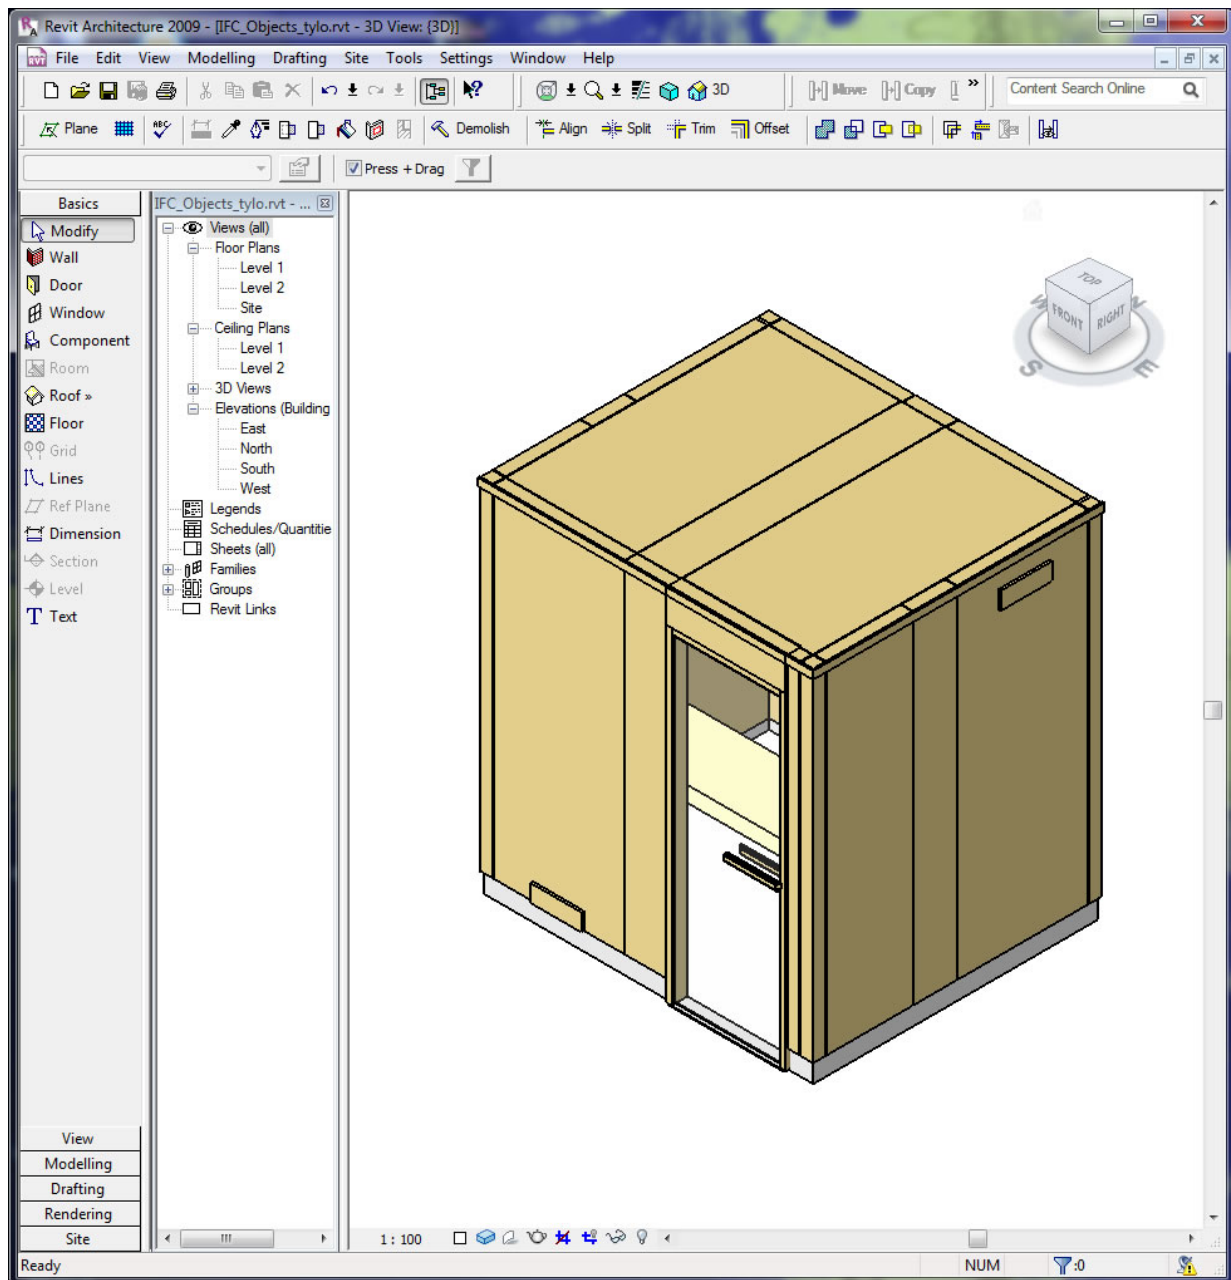 Revit Architecture 2009 - [IFC_Objects_tylo.rvt - 3D View: {3D}]
File Edit View Modelling Drafting Site Tools Settings Window Help
3D Move Copy Content Search Online
Plane ABC Demolish Align Split Trim Offset
Press + Drag
Basics
Modify
Wall
Door
Window
Component
Room
Roof »
Floor
Grid
Lines
Ref Plane
Dimension
Section
Level
Text
View
Modelling
Drafting
Rendering
Site
IFC_Objects_tylo.rvt - ...
Views (all)
Floor Plans
Level 1
Level 2
Site
Ceiling Plans
Level 1
Level 2
3D Views
Elevations (Building
East
North
South
West
Legends
Schedules/Quantitie
Sheets (all)
Families
Groups
Revit Links
TOP
FRONT RIGHT
W N
S E
1 : 100
Ready NUM :0